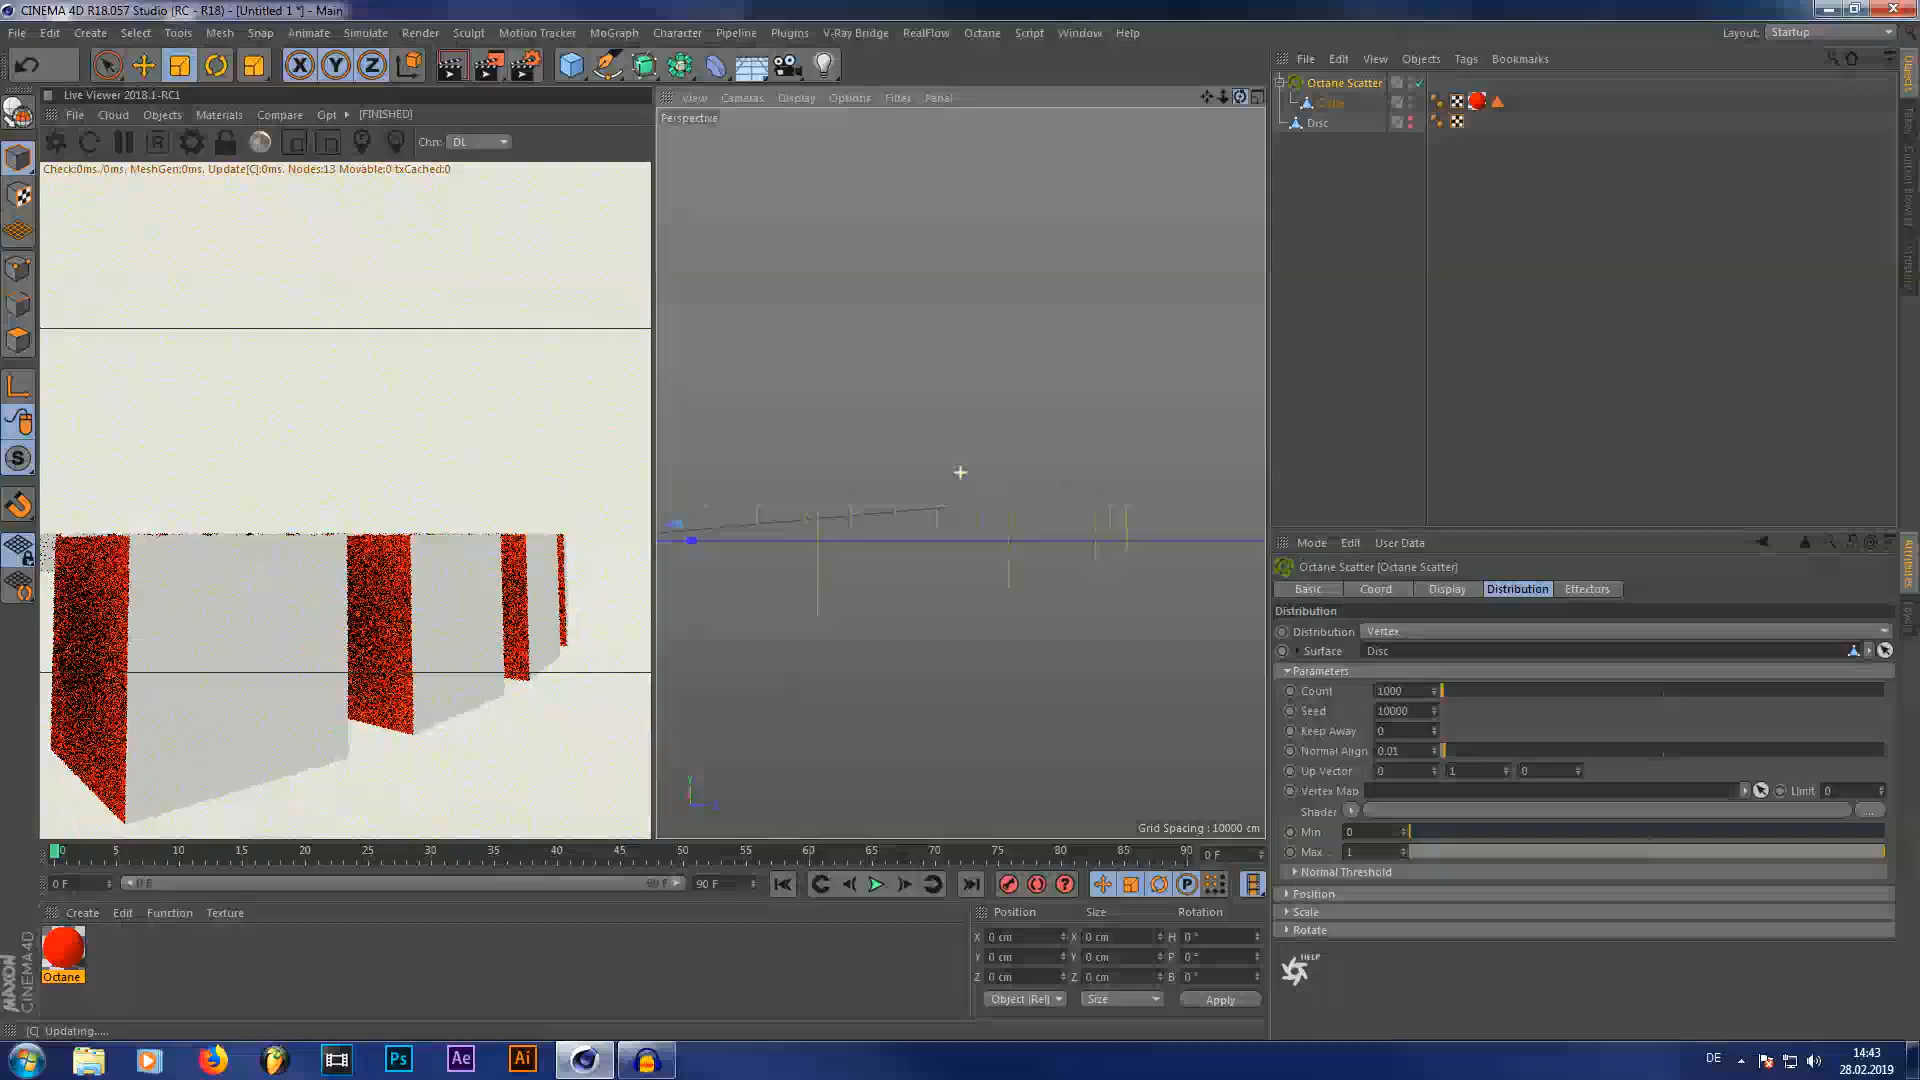 CINEMA 4D R18.057 Studio (RC - R18) - [Untitled 1 *] - Main
File Edit Create Select Tools Mesh Snap Animate Simulate Render Sculpt Motion Tracker MoGraph Character Pipeline Plugins V-Ray Bridge RealFlow Octane Script Window Help
Layout: Startup
Live Viewer 2018.1-RC1
File Cloud Objects Materials Compare Opt [FINISHED]
Chn: DL
Check:0ms./0ms, MeshGen:0ms. Update[C]:0ms. Nodes:13 Movable:0 txCached:0
View Cameras Display Options Filter Panel
Perspective
Y
Grid Spacing : 10000 cm
File Edit View Objects Tags Bookmarks
Octane Scatter
Disc
Objects
Attributes
Mode Edit User Data
Octane Scatter [Octane Scatter]
Basic Coord Display Distribution Effectors
Distribution
Distribution Vertex
Surface Disc
Parameters
Count 1000
Seed 10000
Keep Away 0
Normal Align 0.01
Up Vector 0 1 0
Vertex Map Limit 0
Shader ...
Min 0
Max 1
Normal Threshold
Position
Scale
Rotate
HELP
0 5 10 15 20 25 30 35 40 45 50 55 60 65 70 75 80 85 90 0 F
0 F 0 F 90 F 90 F
Create Edit Function Texture
Octane
MAXON CINEMA 4D
Position Size Rotation
X 0 cm X 0 cm H 0 °
Y 0 cm Y 0 cm P 0 °
Z 0 cm Z 0 cm B 0 °
Object (Rel) Size Apply
[C] Updating.....
Ps Ae Ai
DE
14:43
28.02.2019